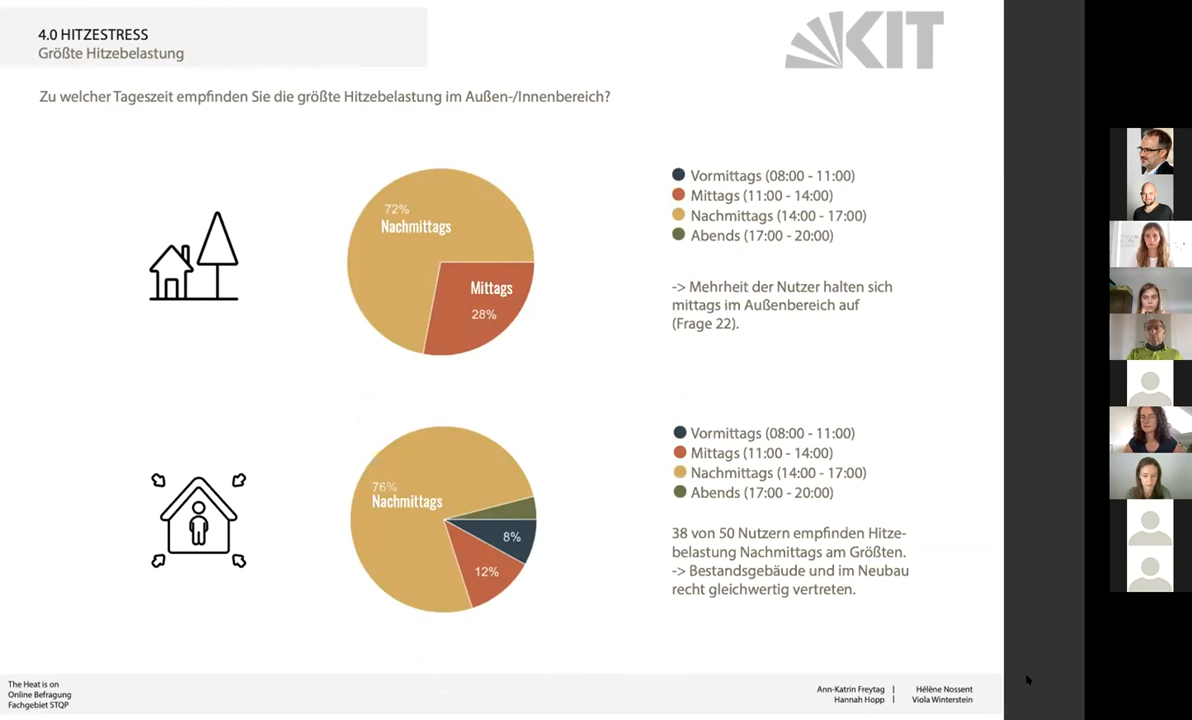 4.0 HITZESTRESS
Größte Hitzebelastung
KIT
Zu welcher Tageszeit empfinden Sie die größte Hitzebelastung im Außen-/Innenbereich?
72%
Nachmittags
Mittags
28%
Vormittags (08:00 - 11:00)
Mittags (11:00 - 14:00)
Nachmittags (14:00 - 17:00)
Abends (17:00 - 20:00)
-> Mehrheit der Nutzer halten sich
mittags im Außenbereich auf
(Frage 22).
76%
Nachmittags
8%
12%
Vormittags (08:00 - 11:00)
Mittags (11:00 - 14:00)
Nachmittags (14:00 - 17:00)
Abends (17:00 - 20:00)
38 von 50 Nutzern empfinden Hitze-
belastung Nachmittags am Größten.
-> Bestandsgebäude und im Neubau
recht gleichwertig vertreten.
The Heat is on
Online Befragung
Fachgebiet STQP
Ann-Katrin Freytag | Hélène Nossent
Hannah Hopp | Viola Winterstein